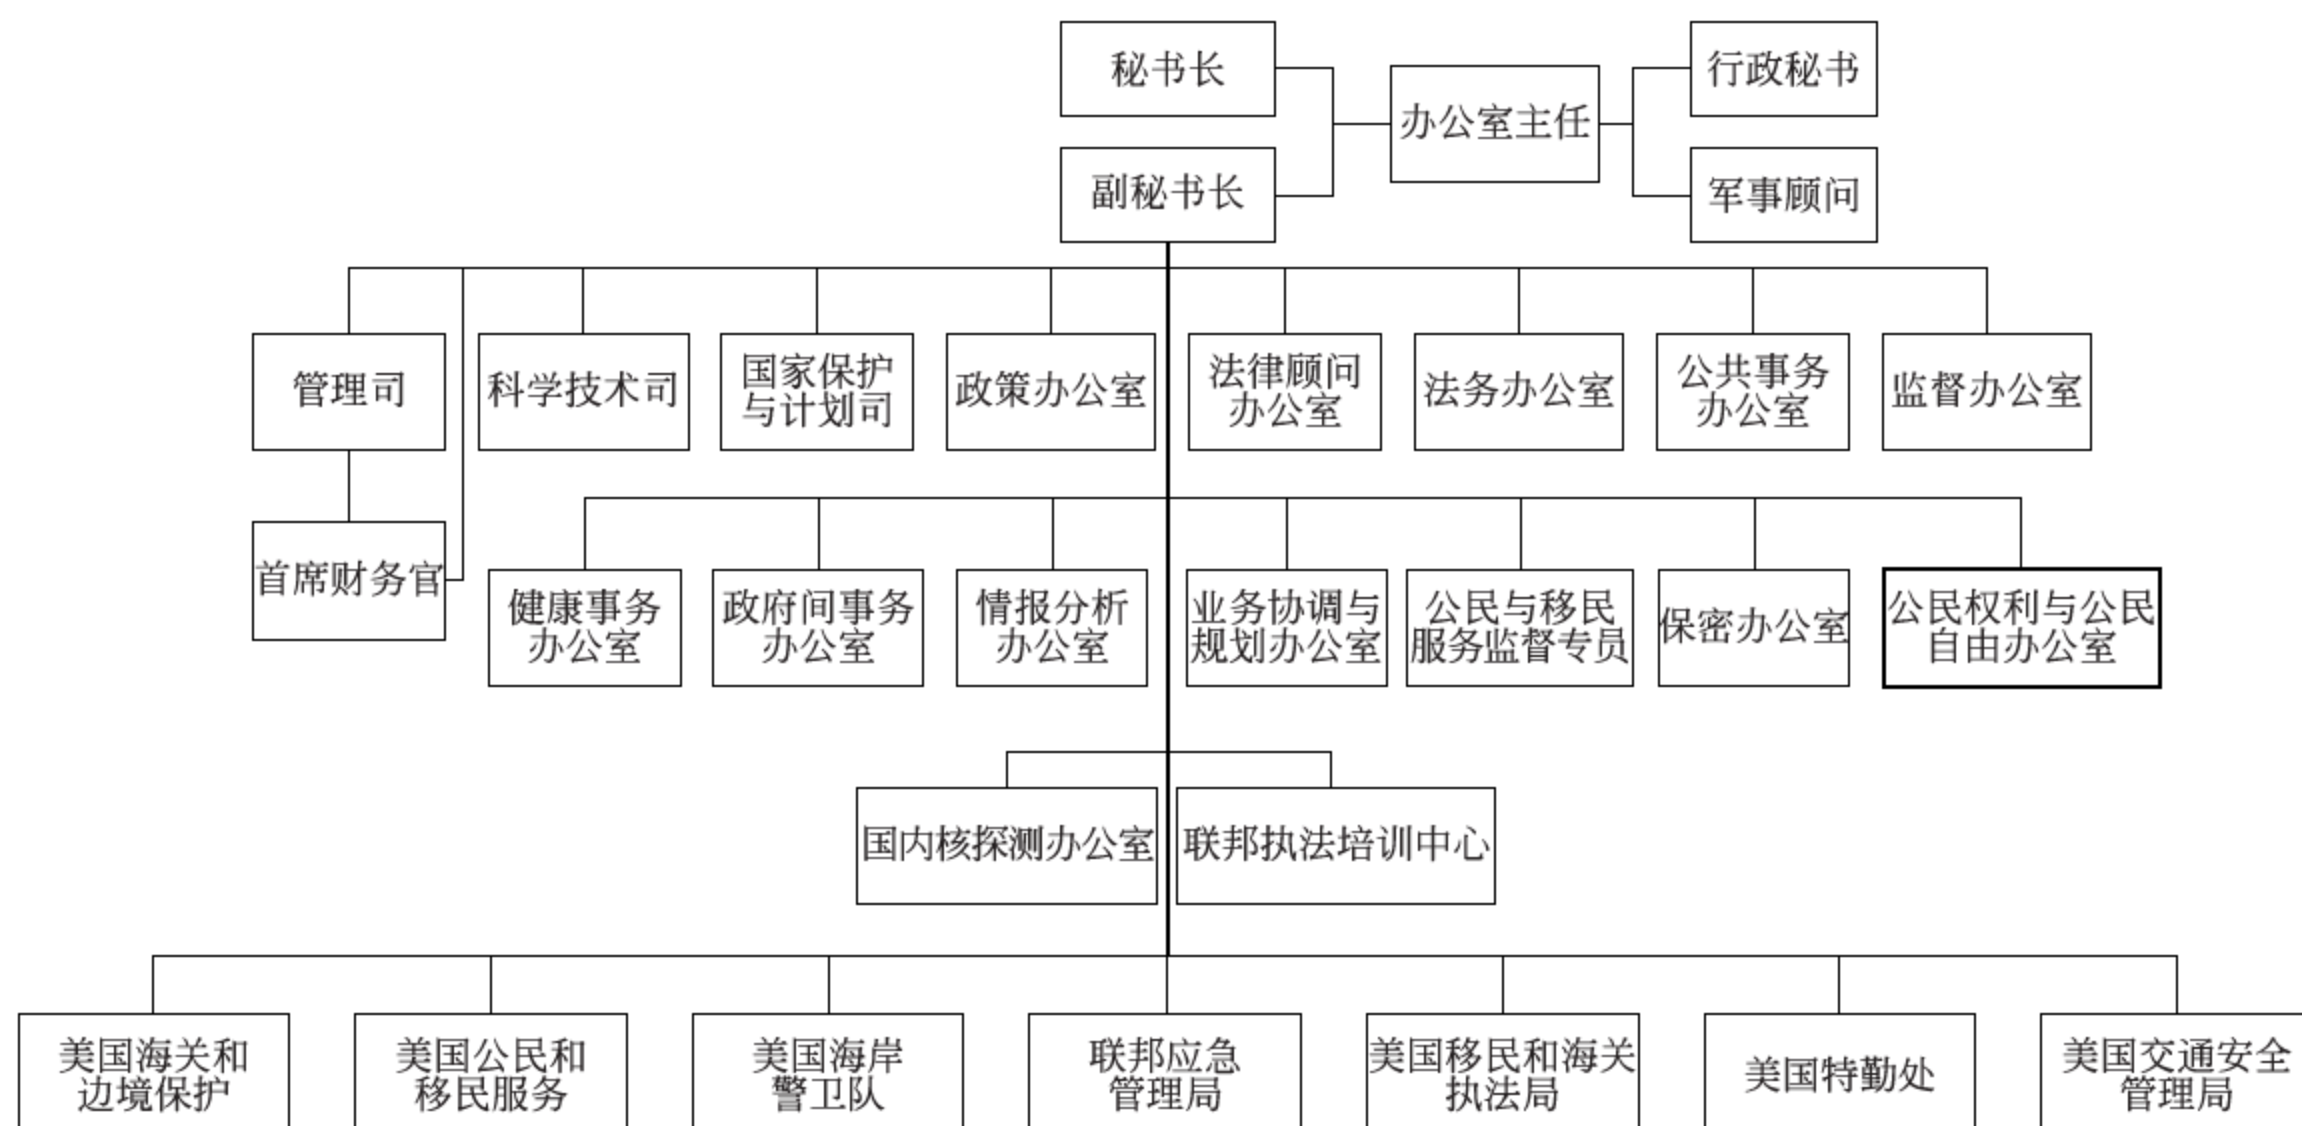 秘书长
行政秘书
办公室主任
副秘书长
军事顾问
管理司
科学技术司
国家保护
与计划司
政策办公室
法律顾问
办公室
法务办公室
公共事务
办公室
监督办公室
首席财务官
健康事务
办公室
政府间事务
办公室
情报分析
办公室
业务协调与
规划办公室
公民与移民
服务监督专员
保密办公室
公民权利与公民
自由办公室
国内核探测办公室
联邦执法培训中心
美国海关和
边境保护
美国公民和
移民服务
美国海岸
警卫队
联邦应急
管理局
美国移民和海关
执法局
美国特勤处
美国交通安全
管理局